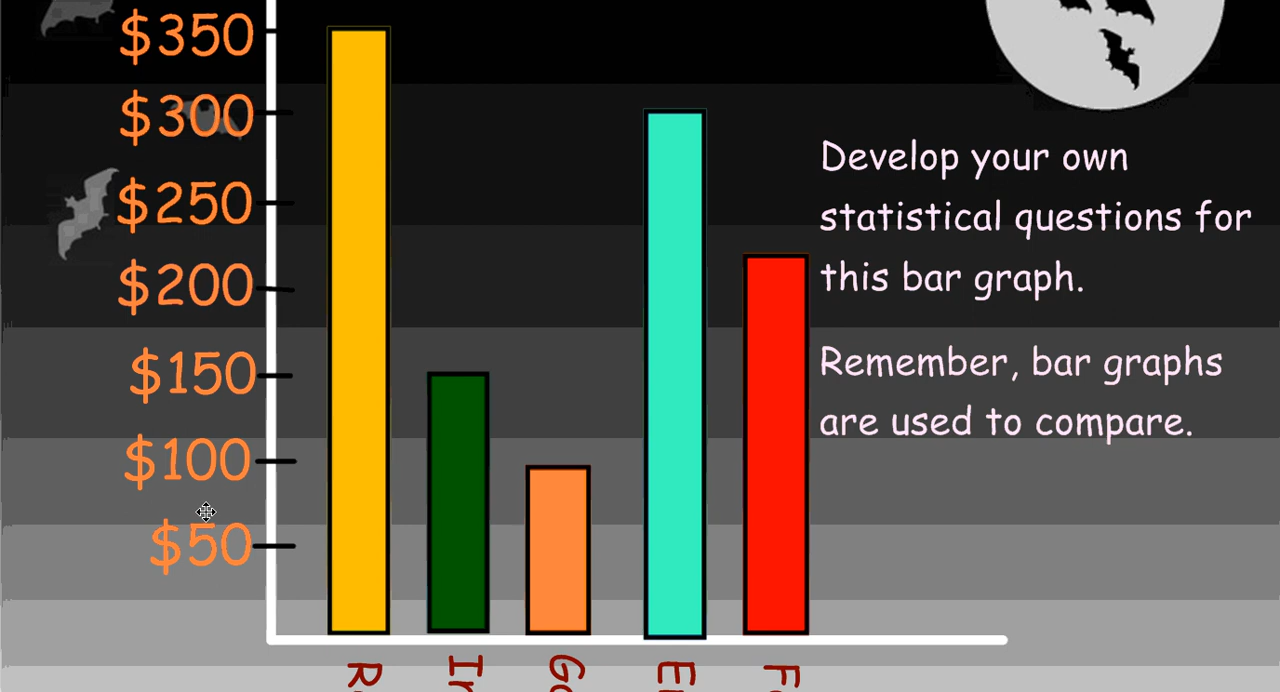 $350
$300
$250
$200
$150
$100
$50
Develop your own
statistical questions for
this bar graph.
Remember, bar graphs
are used to compare.